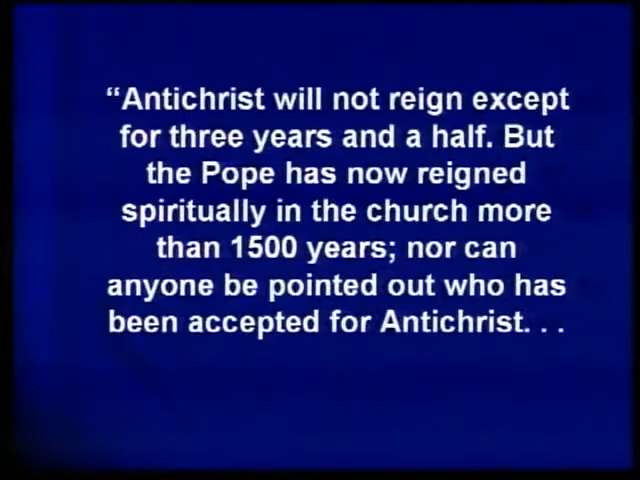 “Antichrist will not reign except
for three years and a half. But
the Pope has now reigned
spiritually in the church more
than 1500 years; nor can
anyone be pointed out who has
been accepted for Antichrist. . .